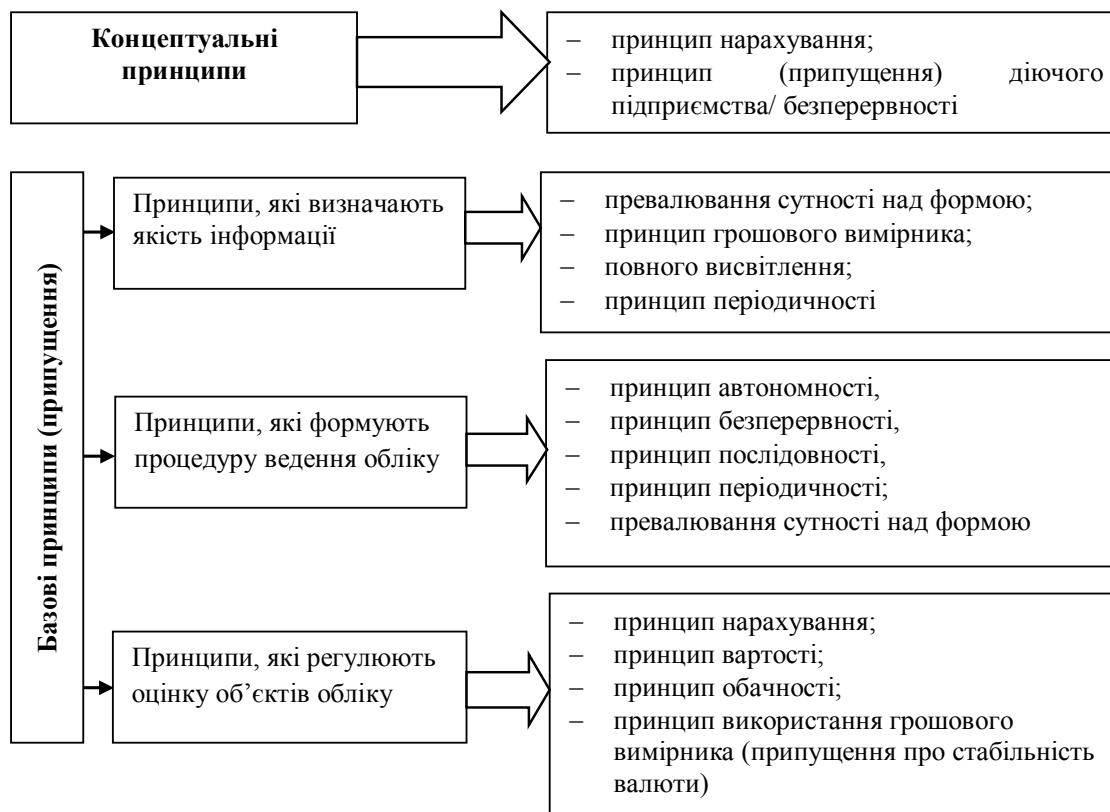 Концептуальні
принципи
– принцип нарахування;
– принцип (припущення) діючого
підприємства/ безперервності
Базові принципи (припущення)
Принципи, які визначають
якість інформації
– превалювання сутності над формою;
– принцип грошового вимірника;
– повного висвітлення;
– принцип періодичності
Принципи, які формують
процедуру ведення обліку
– принцип автономності,
– принцип безперервності,
– принцип послідовності,
– принцип періодичності;
– превалювання сутності над формою
Принципи, які регулюють
оцінку об’єктів обліку
– принцип нарахування;
– принцип вартості;
– принцип обачності;
– принцип використання грошового
вимірника (припущення про стабільність
валюти)